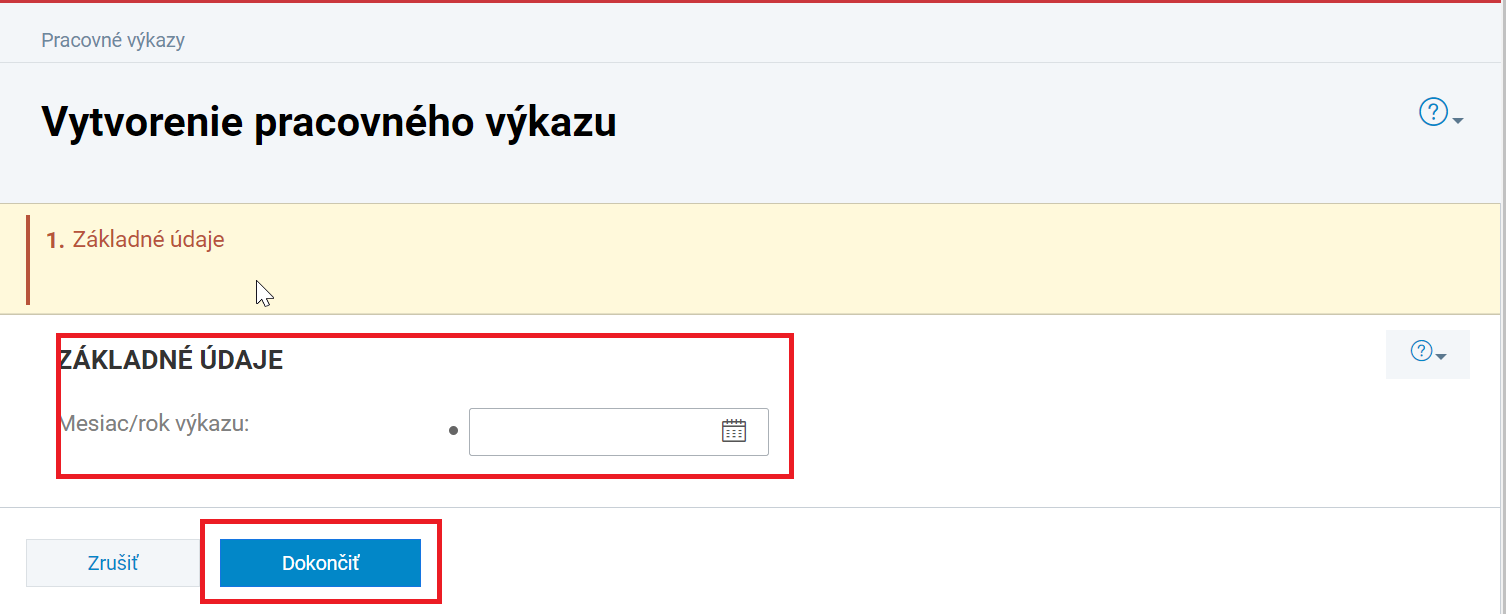 Pracovné výkazy
Vytvorenie pracovného výkazu
?
1. Základné údaje
ZÁKLADNÉ ÚDAJE
?
Mesiac/rok výkazu:
Zrušiť
Dokončiť